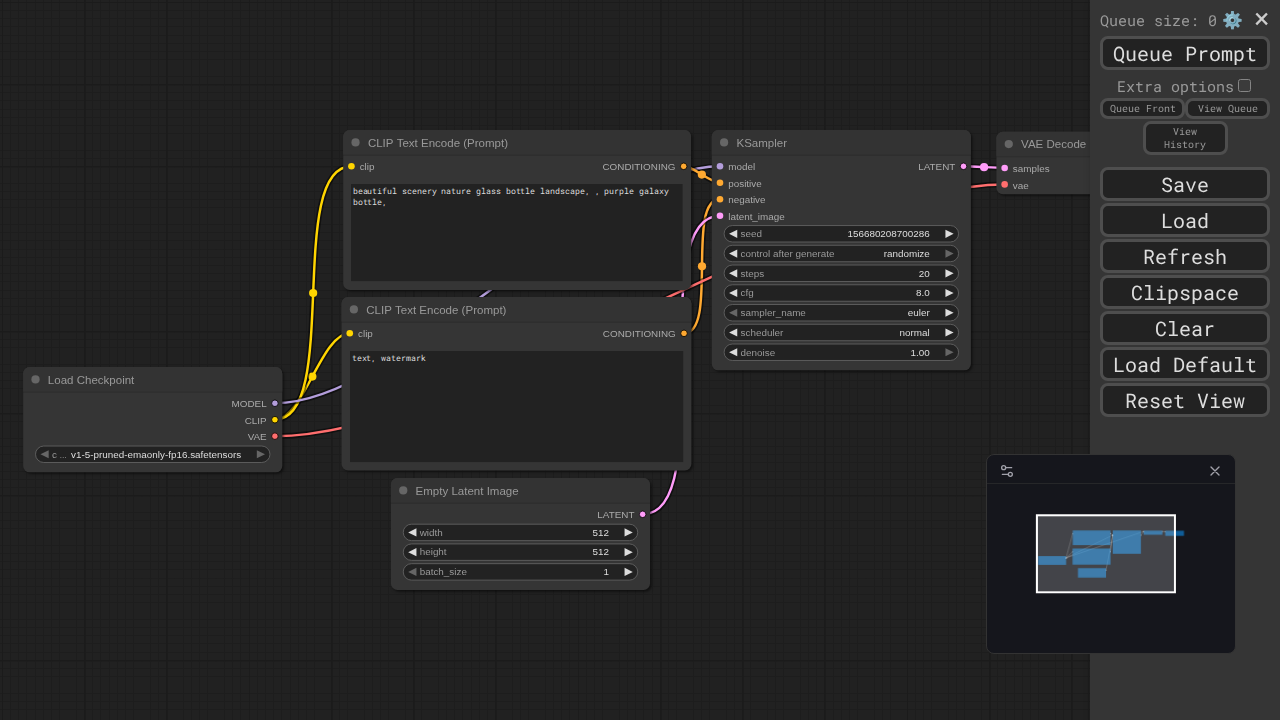 Queue size: 0
Queue Prompt
Extra options
Queue Front
View Queue
View
History
Save
Load
Refresh
Clipspace
Clear
Load Default
Reset View
CLIP Text Encode (Prompt)
clip
CONDITIONING
beautiful scenery nature glass bottle landscape, , purple galaxy
bottle,
KSampler
model
LATENT
positive
negative
latent_image
seed 156680208700286
control after generate randomize
steps 20
cfg 8.0
sampler_name euler
scheduler normal
denoise 1.00
VAE Decode
samples
vae
CLIP Text Encode (Prompt)
clip
CONDITIONING
text, watermark
Load Checkpoint
MODEL
CLIP
VAE
c ... v1-5-pruned-emaonly-fp16.safetensors
Empty Latent Image
LATENT
width 512
height 512
batch_size 1